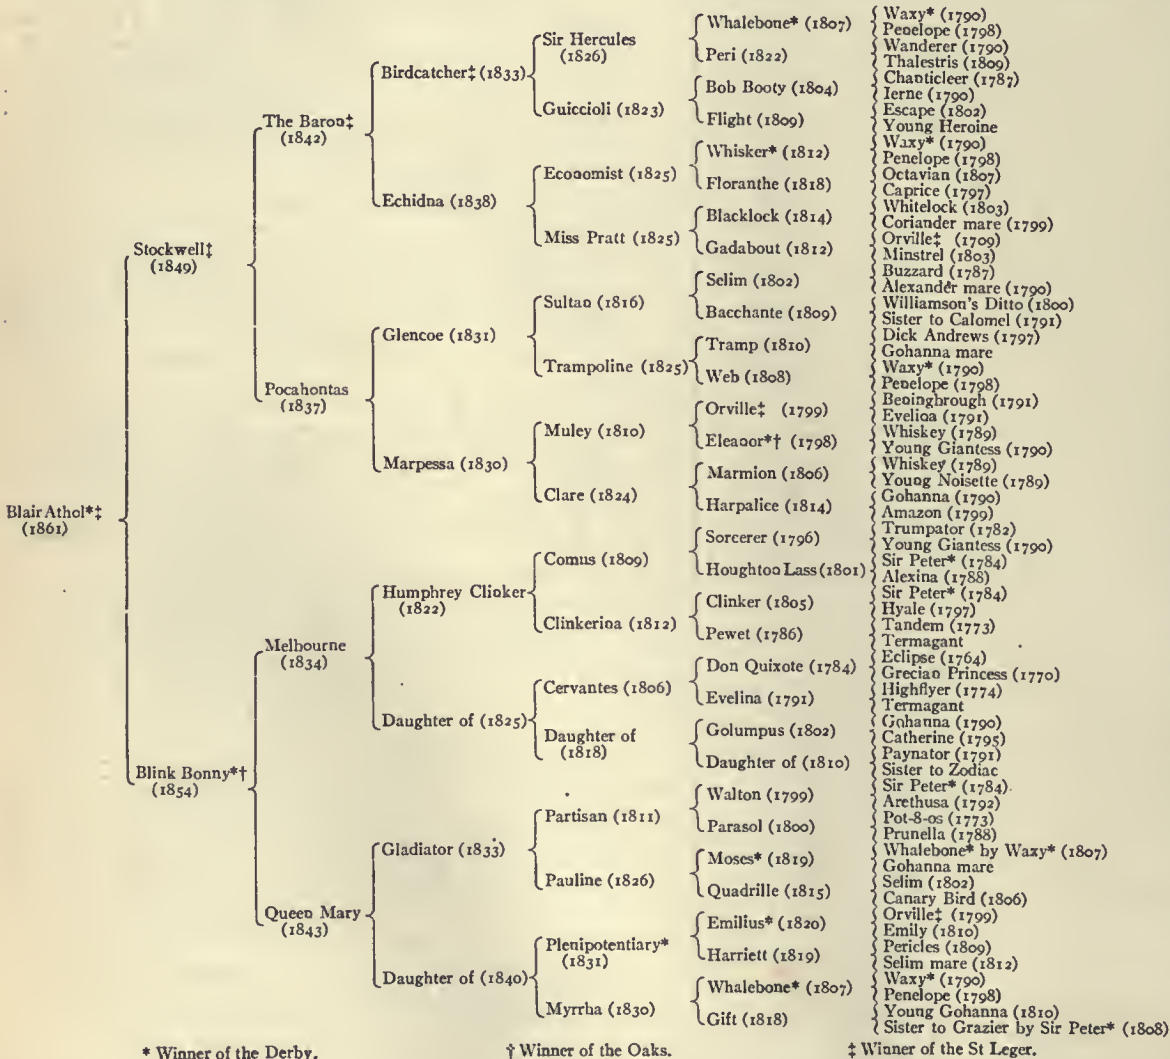 Blair Athol*‡
(1861)
Stockwell‡
(1849)
Blink Bonny*†
(1854)
The Baron‡
(1842)
Pocahontas
(1837)
Melbourne
(1834)
Queen Mary
(1843)
Birdcatcher‡ (1833)
Echidna (1838)
Glencoe (1831)
Marpessa (1830)
Humphrey Clinker
(1822)
Daughter of (1825)
Gladiator (1833)
Daughter of (1840)
Sir Hercules
(1826)
Guiccioli (1823)
Economist (1825)
Miss Pratt (1825)
Sultan (1816)
Trampoline (1825)
Muley (1810)
Clare (1824)
Comus (1809)
Clinkerina (1812)
Cervantes (1806)
Daughter of
(1818)
Partisan (1811)
Pauline (1826)
Plenipotentiary*
(1831)
Myrrha (1830)
Whalebone* (1807)
Peri (1822)
Bob Booty (1804)
Flight (1809)
Whisker* (1812)
Floranthe (1818)
Blacklock (1814)
Gadabout (1812)
Selim (1802)
Bacchante (1809)
Tramp (1810)
Web (1808)
Orville‡ (1799)
Eleanor*† (1798)
Marmion (1806)
Harpalice (1814)
Sorcerer (1796)
Houghton Lass (1801)
Clinker (1805)
Pewet (1786)
Don Quixote (1784)
Evelina (1791)
Golumpus (1802)
Daughter of (1810)
Walton (1799)
Parasol (1800)
Moses* (1819)
Quadrille (1815)
Emilius* (1820)
Harriett (1819)
Whalebone* (1807)
Gift (1818)
Waxy* (1790)
Penelope (1798)
Wanderer (1790)
Thalestris (1809)
Chanticleer (1787)
Ierne (1790)
Escape (1802)
Young Heroine
Waxy* (1790)
Penelope (1798)
Octavian (1807)
Caprice (1797)
Whitelock (1803)
Coriander mare (1799)
Orville‡ (1709)
Minstrel (1803)
Buzzard (1787)
Alexander mare (1790)
Williamson's Ditto (1800)
Sister to Calomel (1791)
Dick Andrews (1797)
Gohanna mare
Waxy* (1790)
Penelope (1798)
Beningbrough (1791)
Evelina (1791)
Whiskey (1789)
Young Giantess (1790)
Whiskey (1789)
Young Noisette (1789)
Gohanna (1790)
Amazon (1799)
Trumpator (1782)
Young Giantess (1790)
Sir Peter* (1784)
Alexina (1788)
Sir Peter* (1784)
Hyale (1797)
Tandem (1773)
Termagant
Eclipse (1764)
Grecian Princess (1770)
Highflyer (1774)
Termagant
Gohanna (1790)
Catherine (1795)
Paynator (1791)
Sister to Zodiac
Sir Peter* (1784)
Arethusa (1792)
Pot-8-os (1773)
Prunella (1788)
Whalebone* by Waxy* (1807)
Gohanna mare
Selim (1802)
Canary Bird (1806)
Orville‡ (1799)
Emily (1810)
Pericles (1809)
Selim mare (1812)
Waxy* (1790)
Penelope (1798)
Young Gohanna (1810)
Sister to Grazier by Sir Peter* (1808)
* Winner of the Derby. † Winner of the Oaks. ‡ Winner of the St Leger.